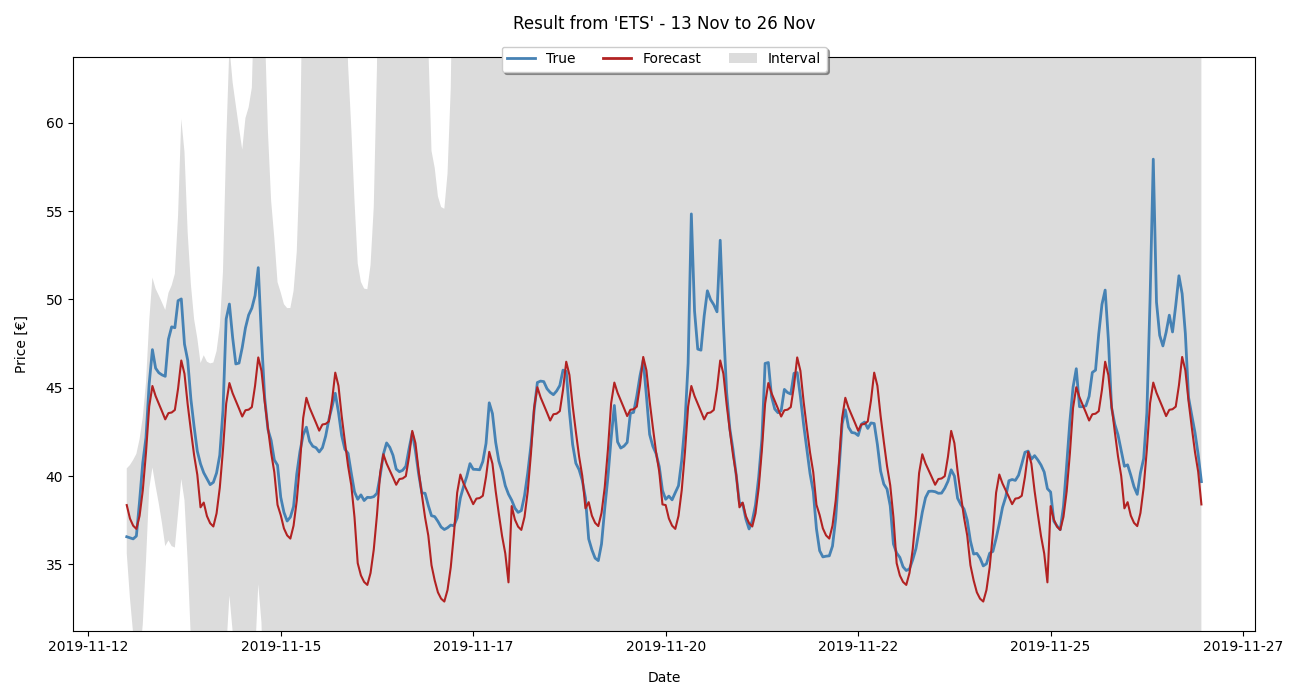 Result from 'ETS' - 13 Nov to 26 Nov
True Forecast Interval
Price [€]
60
55
50
45
40
35
2019-11-12 2019-11-15 2019-11-17 2019-11-20 2019-11-22 2019-11-25 2019-11-27
Date